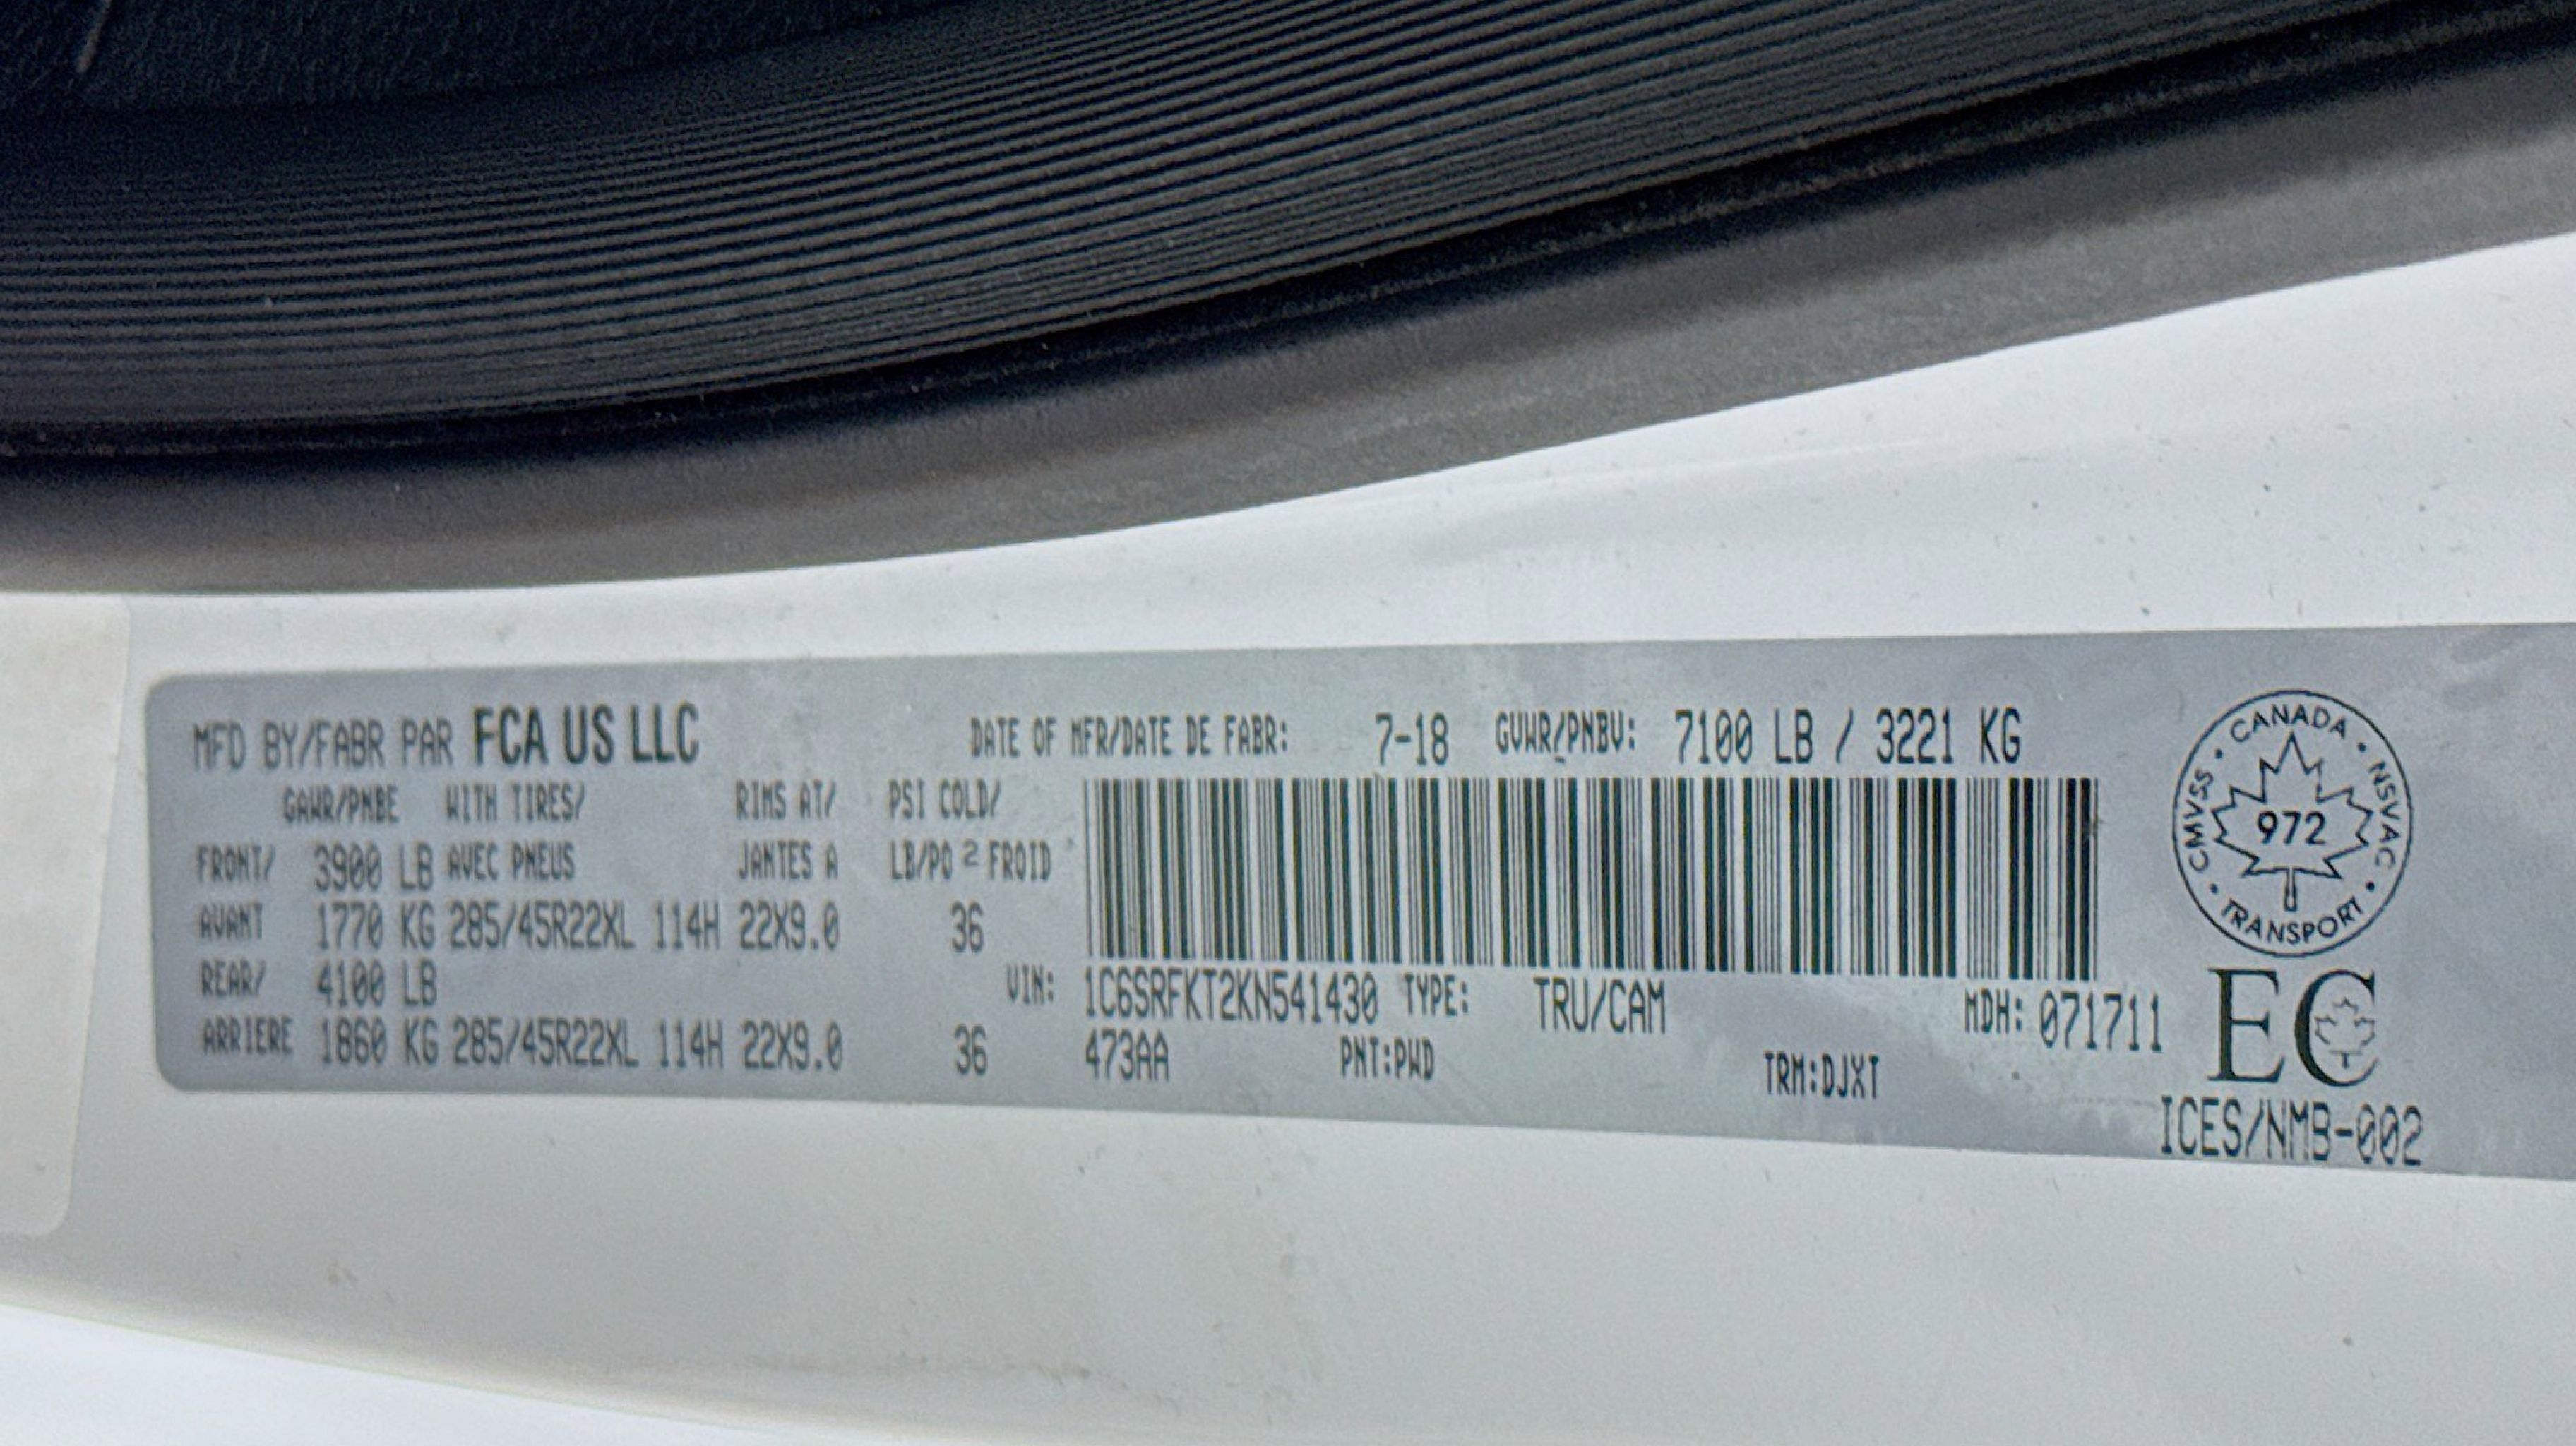 MFD BY/FABR PAR FCA US LLC
DATE OF MFR/DATE DE FABR: 7-18 GVWR/PNBV: 7100 LB / 3221 KG
GAWR/PNBE WITH TIRES/ RIMS AT/ PSI COLD/
FRONT/ 3900 LB AVEC PNEUS JANTES A LB/PO 2 FROID
AVANT 1770 KG 285/45R22XL 114H 22X9.0 36
REAR/ 4100 LB
ARRIERE 1860 KG 285/45R22XL 114H 22X9.0 36
VIN: 1C6SRFKT2KN541430 TYPE: TRU/CAM MDH: 071711
473AA PNT:PWD TRM:DJXT
CANADA
CMVSS • NSVAC
972
TRANSPORT
EC
ICES/NMB-002